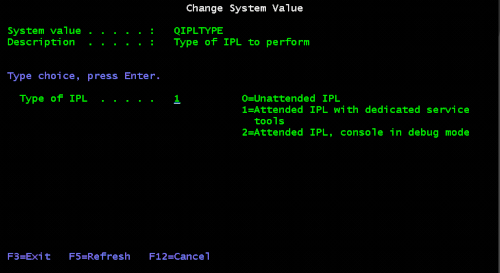 Change System Value
System value . . . . . : QIPLTYPE
Description . . . . . : Type of IPL to perform
Type choice, press Enter.
Type of IPL . . . . . . 1 0=Unattended IPL
1=Attended IPL with dedicated service
tools
2=Attended IPL, console in debug mode
F3=Exit F5=Refresh F12=Cancel